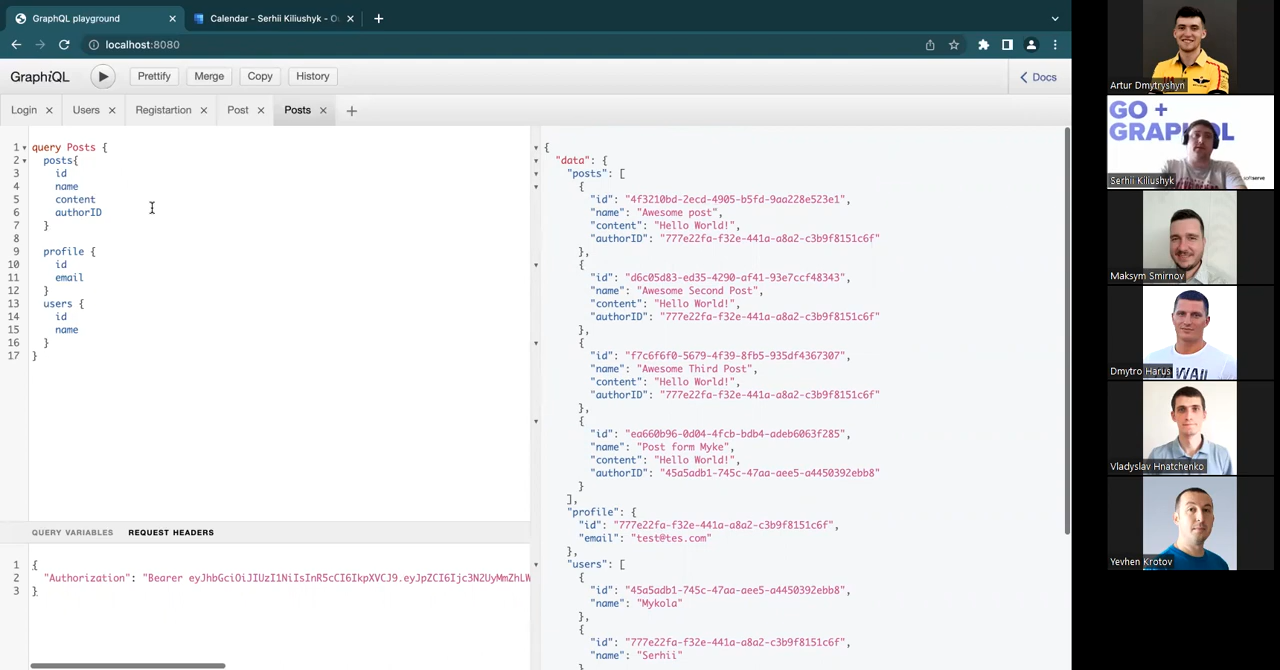 GraphQL playground
Calendar - Serhii Kiliushyk - O
localhost:8080
GraphiQL
Prettify
Merge
Copy
History
Docs
Login
Users
Registartion
Post
Posts
1 query Posts {
2 posts{
3 id
4 name
5 content
6 authorID
7 }
8
9 profile {
10 id
11 email
12 }
13 users {
14 id
15 name
16 }
17 }
QUERY VARIABLES
REQUEST HEADERS
1 {
2 "Authorization": "Bearer eyJhbGciOiJIUzI1NiIsInR5cCI6IkpXVCJ9.eyJpZCI6Ijc3N2UyMmZhLW
3 }
{
"data": {
"posts": [
{
"id": "4f3210bd-2ecd-4905-b5fd-9aa228e523e1",
"name": "Awesome post",
"content": "Hello World!",
"authorID": "777e22fa-f32e-441a-a8a2-c3b9f8151c6f"
},
{
"id": "d6c05d83-ed35-4290-af41-93e7ccf48343",
"name": "Awesome Second Post",
"content": "Hello World!",
"authorID": "777e22fa-f32e-441a-a8a2-c3b9f8151c6f"
},
{
"id": "f7c6f6f0-5679-4f39-8fb5-935df4367307",
"name": "Awesome Third Post",
"content": "Hello World!",
"authorID": "777e22fa-f32e-441a-a8a2-c3b9f8151c6f"
},
{
"id": "ea660b96-0d04-4fcb-bdb4-adeb6063f285",
"name": "Post form Myke",
"content": "Hello World!",
"authorID": "45a5adb1-745c-47aa-aee5-a4450392ebb8"
}
],
"profile": {
"id": "777e22fa-f32e-441a-a8a2-c3b9f8151c6f",
"email": "test@tes.com"
},
"users": [
{
"id": "45a5adb1-745c-47aa-aee5-a4450392ebb8",
"name": "Mykola"
},
{
"id": "777e22fa-f32e-441a-a8a2-c3b9f8151c6f",
"name": "Serhii"
}
Artur Dmytryshyn
GO +
GRAPHQL
softserve
Serhii Kiliushyk
Maksym Smirnov
Dmytro Harus
Vladyslav Hnatchenko
Yevhen Krotov